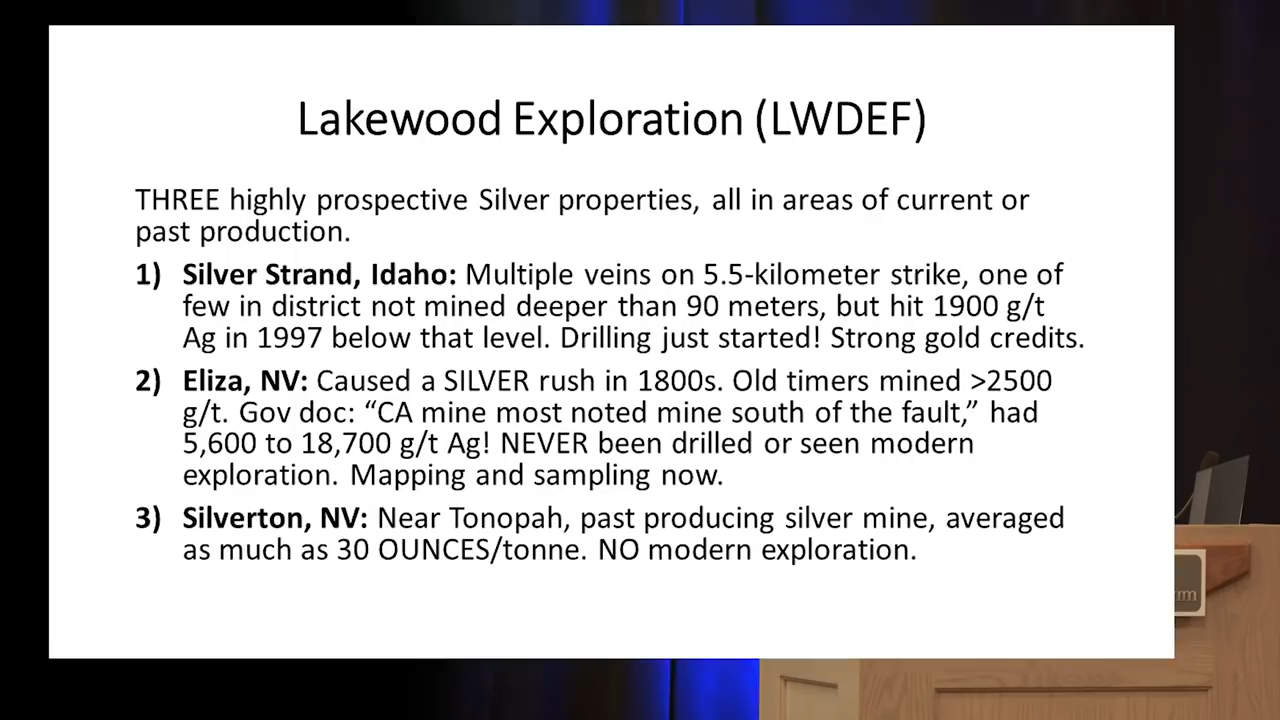 Lakewood Exploration (LWDEF)
THREE highly prospective Silver properties, all in areas of current or
past production.
1) Silver Strand, Idaho: Multiple veins on 5.5-kilometer strike, one of
few in district not mined deeper than 90 meters, but hit 1900 g/t
Ag in 1997 below that level. Drilling just started! Strong gold credits.
2) Eliza, NV: Caused a SILVER rush in 1800s. Old timers mined >2500
g/t. Gov doc: “CA mine most noted mine south of the fault,” had
5,600 to 18,700 g/t Ag! NEVER been drilled or seen modern
exploration. Mapping and sampling now.
3) Silverton, NV: Near Tonopah, past producing silver mine, averaged
as much as 30 OUNCES/tonne. NO modern exploration.